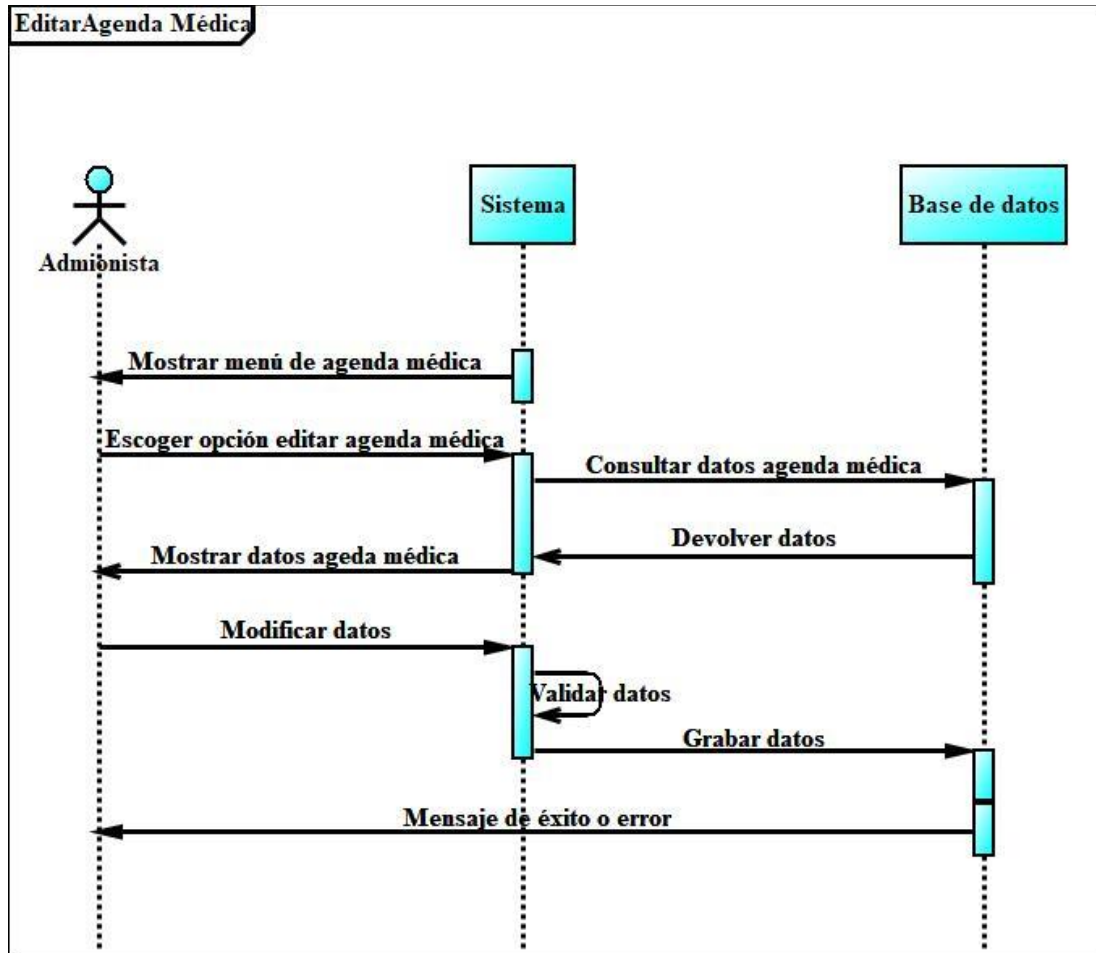 EditarAgenda Médica
Sistema
Base de datos
Admionista
Mostrar menú de agenda médica
Escoger opción editar agenda médica
Consultar datos agenda médica
Devolver datos
Mostrar datos ageda médica
Modificar datos
Validar datos
Grabar datos
Mensaje de éxito o error